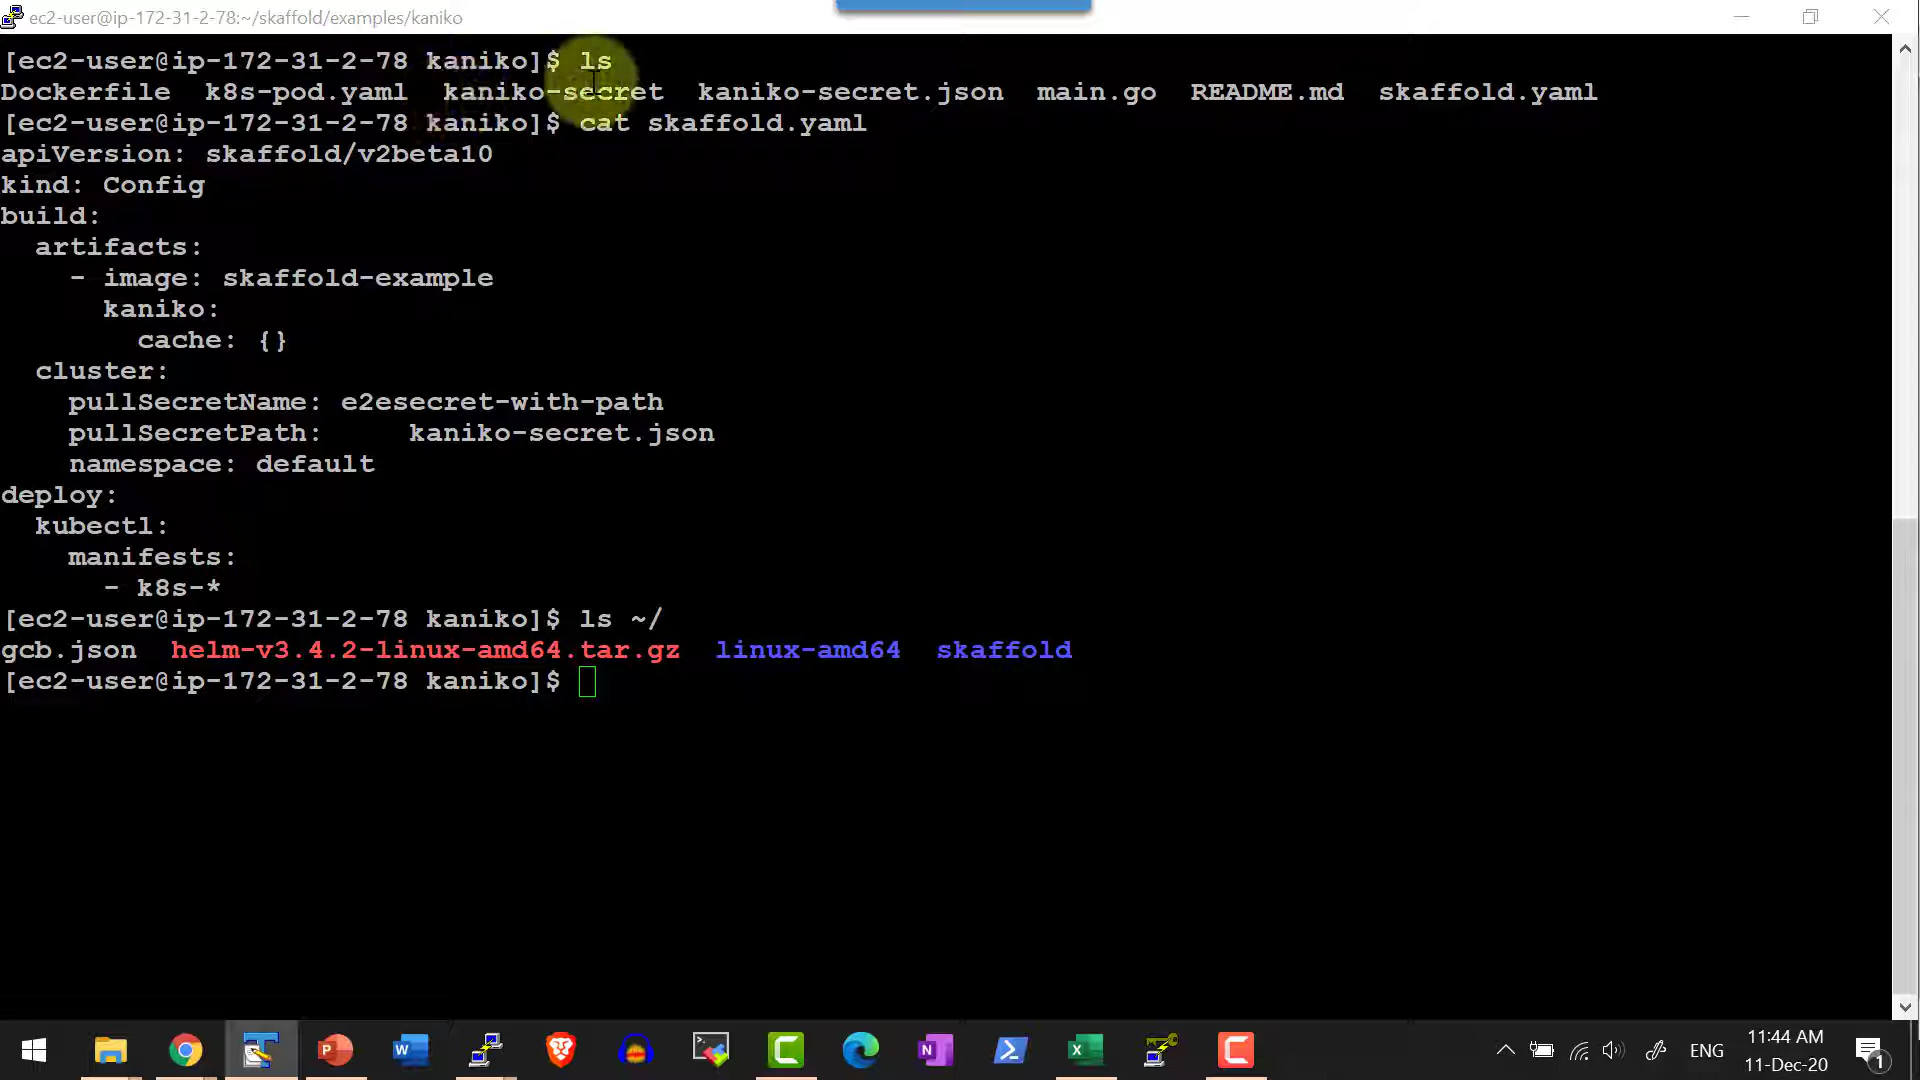 ec2-user@ip-172-31-2-78:~/skaffold/examples/kaniko
[ec2-user@ip-172-31-2-78 kaniko]$ ls
Dockerfile  k8s-pod.yaml  kaniko-secret  kaniko-secret.json  main.go  README.md  skaffold.yaml
[ec2-user@ip-172-31-2-78 kaniko]$ cat skaffold.yaml
apiVersion: skaffold/v2beta10
kind: Config
build:
  artifacts:
    - image: skaffold-example
      kaniko:
        cache: {}
  cluster:
    pullSecretName: e2esecret-with-path
    pullSecretPath:     kaniko-secret.json
    namespace: default
deploy:
  kubectl:
    manifests:
      - k8s-*
[ec2-user@ip-172-31-2-78 kaniko]$ ls ~/
gcb.json  helm-v3.4.2-linux-amd64.tar.gz  linux-amd64  skaffold
[ec2-user@ip-172-31-2-78 kaniko]$
ENG
11:44 AM
11-Dec-20
1